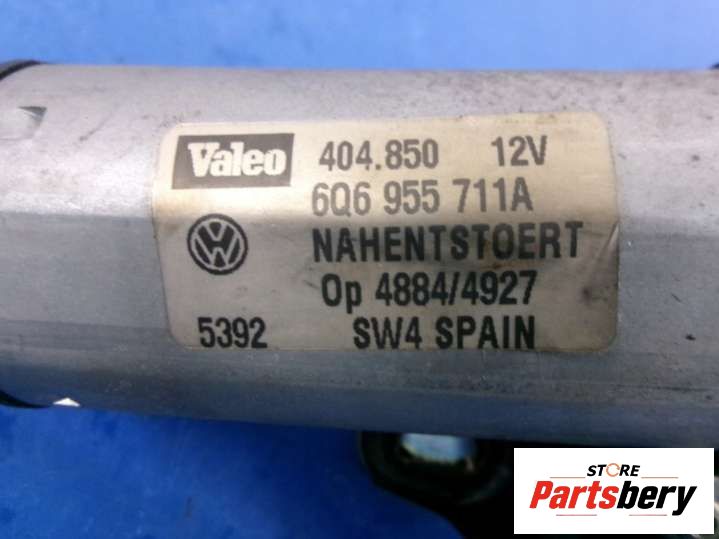 Valeo 404.850 12V
6Q6 955 711A
NAHENTSTOERT
Op 4884/4927
5392 SW4 SPAIN
STORE
Partsbery